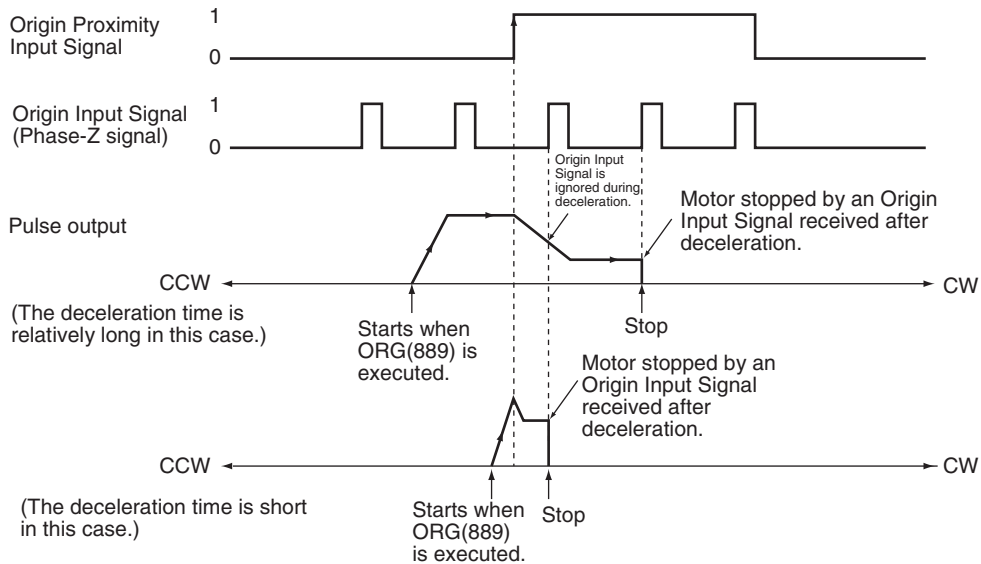 Origin Proximity
Input Signal
1
0
Origin Input Signal
(Phase-Z signal)
1
0
Origin Input
Signal is
ignored during
deceleration.
Motor stopped by an Origin
Input Signal received after
deceleration.
Pulse output
CCW
CW
(The deceleration time is
relatively long in this case.)
Starts when
ORG(889) is
executed.
Stop
Motor stopped by an
Origin Input Signal
received after
deceleration.
CCW
CW
(The deceleration time is short
in this case.)
Starts when
ORG(889)
is executed.
Stop